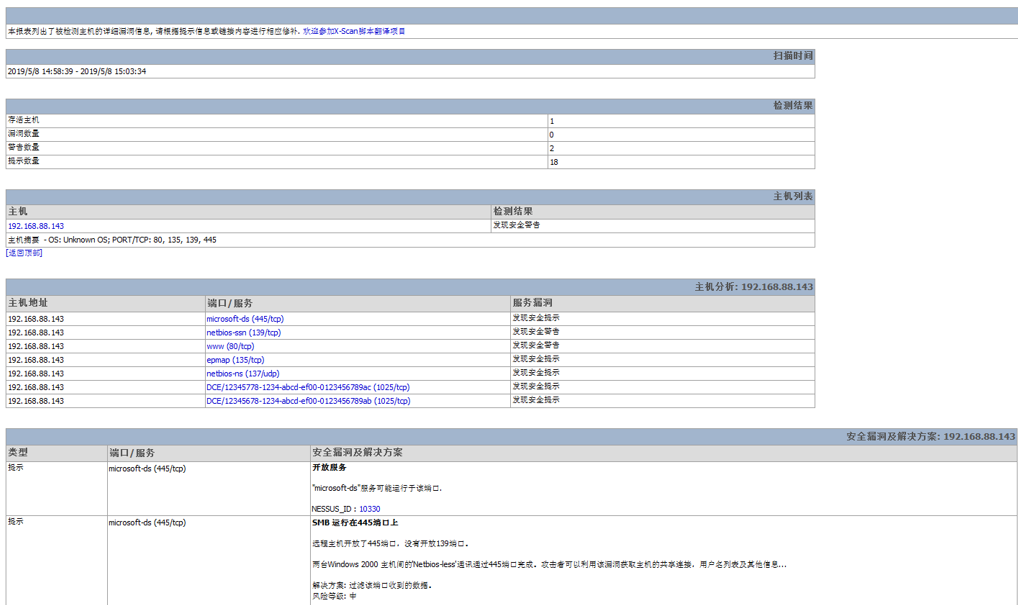 本报表列出了被检测主机的详细漏洞信息, 请根据提示信息或链接内容进行相应修补. 欢迎参加X-Scan脚本翻译项目
扫描时间
2019/5/8 14:58:39 - 2019/5/8 15:03:34
检测结果
存活主机 1
漏洞数量 0
警告数量 2
提示数量 18
主机列表
主机 检测结果
192.168.88.143 发现安全警告
主机摘要 - OS: Unknown OS; PORT/TCP: 80, 135, 139, 445
[返回顶部]
主机分析: 192.168.88.143
主机地址 端口/服务 服务漏洞
192.168.88.143 microsoft-ds (445/tcp) 发现安全提示
192.168.88.143 netbios-ssn (139/tcp) 发现安全警告
192.168.88.143 www (80/tcp) 发现安全警告
192.168.88.143 epmap (135/tcp) 发现安全提示
192.168.88.143 netbios-ns (137/udp) 发现安全提示
192.168.88.143 DCE/12345778-1234-abcd-ef00-0123456789ac (1025/tcp) 发现安全提示
192.168.88.143 DCE/12345678-1234-abcd-ef00-0123456789ab (1025/tcp) 发现安全提示
安全漏洞及解决方案: 192.168.88.143
类型 端口/服务 安全漏洞及解决方案
提示 microsoft-ds (445/tcp) 开放服务
"microsoft-ds"服务可能运行于该端口.
NESSUS_ID : 10330
提示 microsoft-ds (445/tcp) SMB 运行在445端口上
远程主机开放了445端口，没有开放139端口。
两台Windows 2000 主机间的'Netbios-less'通讯通过445端口完成。攻击者可以利用该漏洞获取主机的共享连接，用户名列表及其他信息...
解决方案: 过滤该端口收到的数据。
风险等级: 中